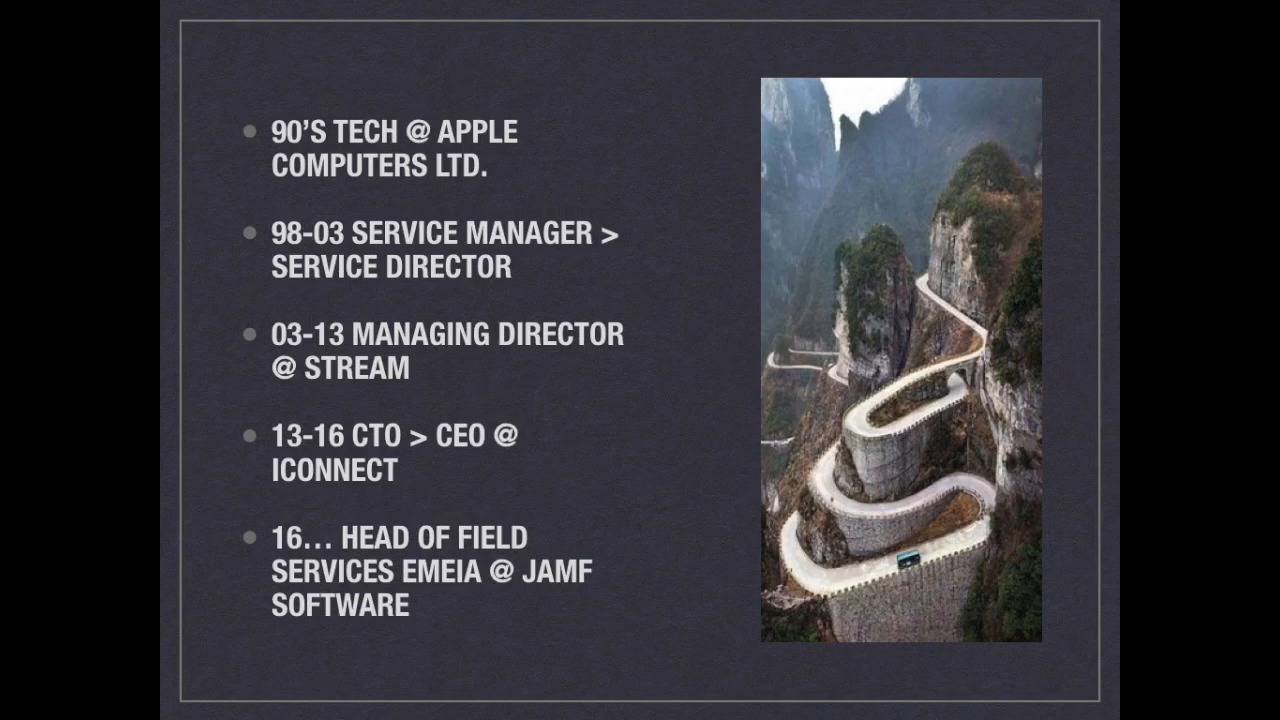 90’S TECH @ APPLE
COMPUTERS LTD.
98-03 SERVICE MANAGER >
SERVICE DIRECTOR
03-13 MANAGING DIRECTOR
@ STREAM
13-16 CTO > CEO @
ICONNECT
16… HEAD OF FIELD
SERVICES EMEIA @ JAMF
SOFTWARE